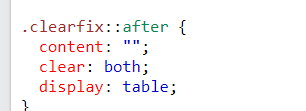 .clearfix::after {
  content: "";
  clear: both;
  display: table;
}